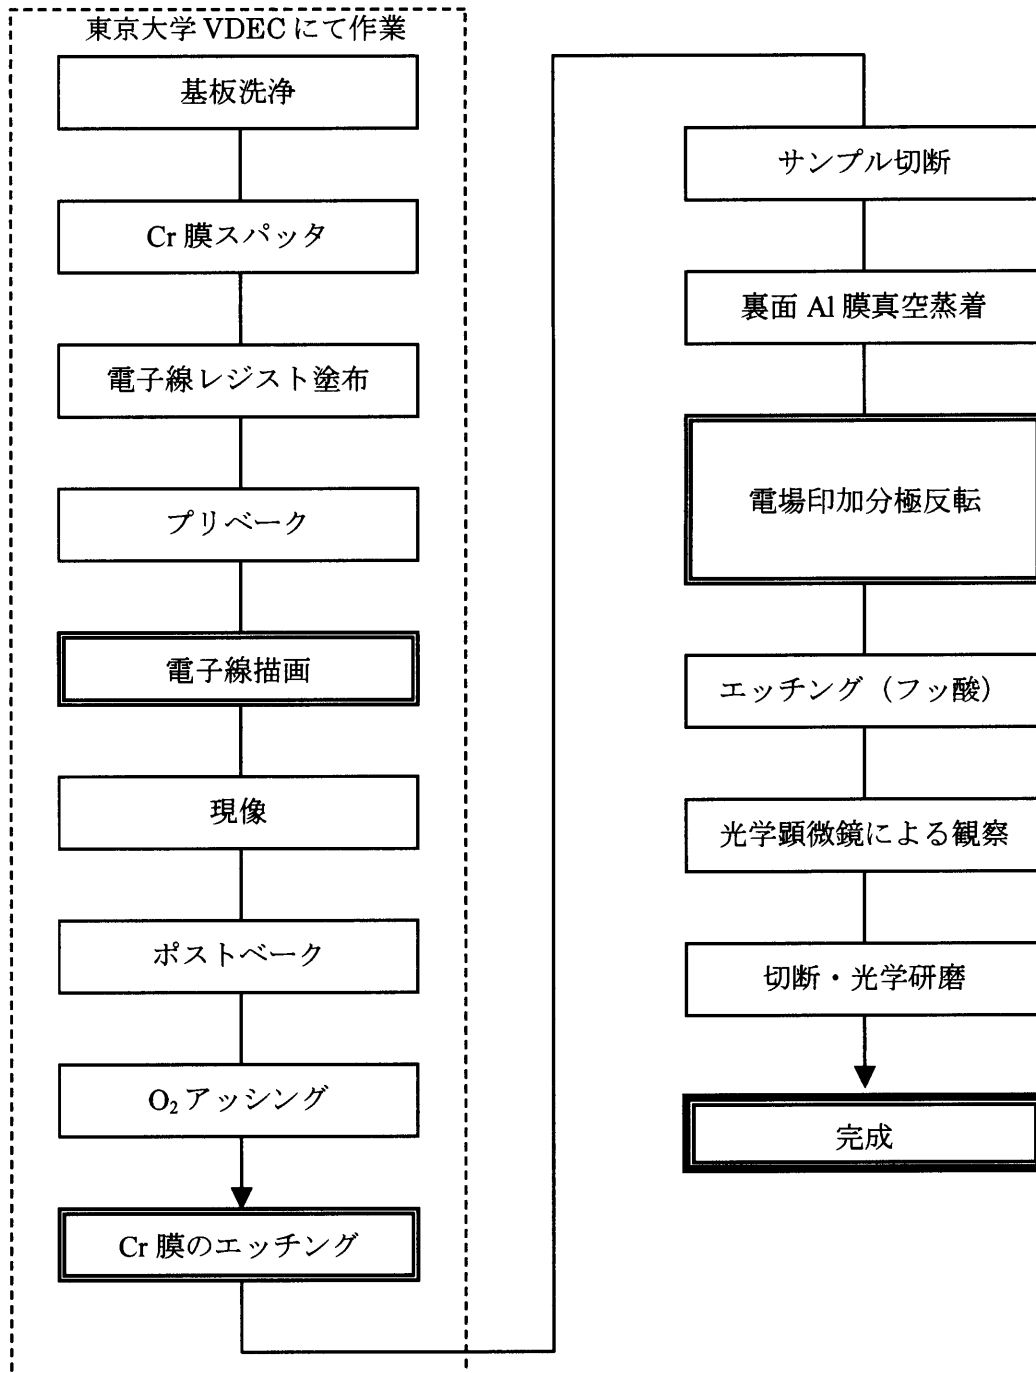 東京大学 VDEC にて作業
基板洗浄
Cr 膜スパッタ
電子線レジスト塗布
プリベーク
電子線描画
現像
ポストベーク
O₂アッシング
Cr 膜のエッチング
サンプル切断
裏面 Al 膜真空蒸着
電場印加分極反転
エッチング（フッ酸）
光学顕微鏡による観察
切断・光学研磨
完成